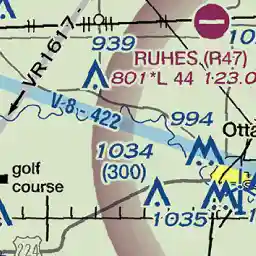 VR1617
939
RUHES (R47)
801 *L 44 123.0
V-8
422
994
Otta
1034
(300)
golf
course
1035
224